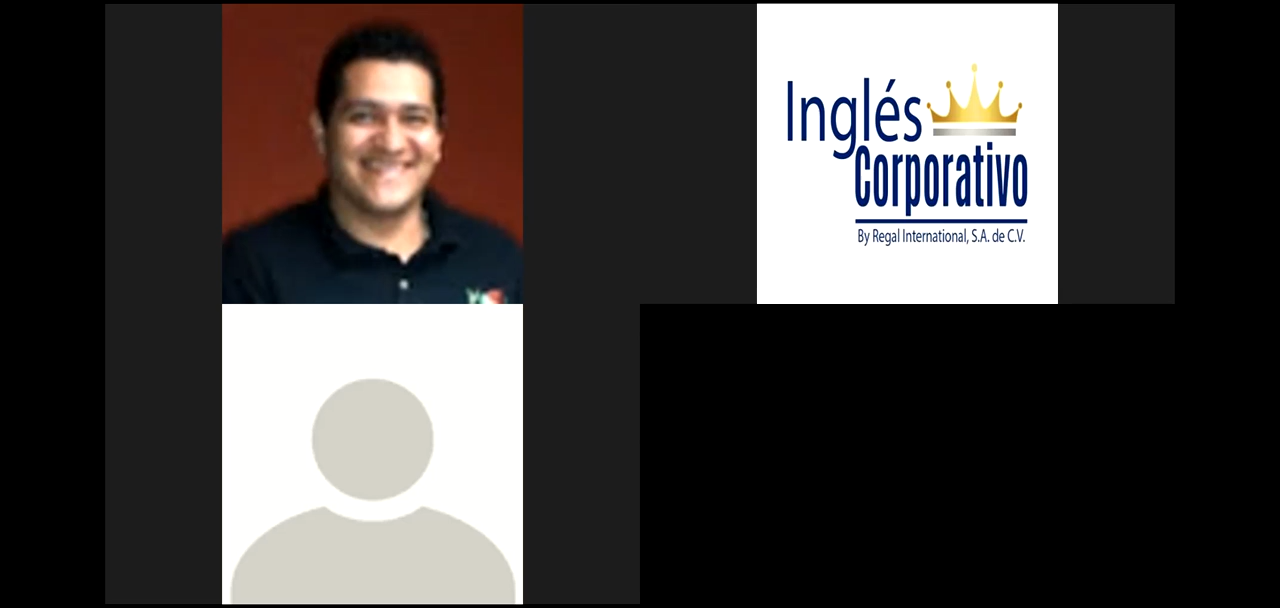 Inglés
Corporativo
By Regal International, S.A. de C.V.